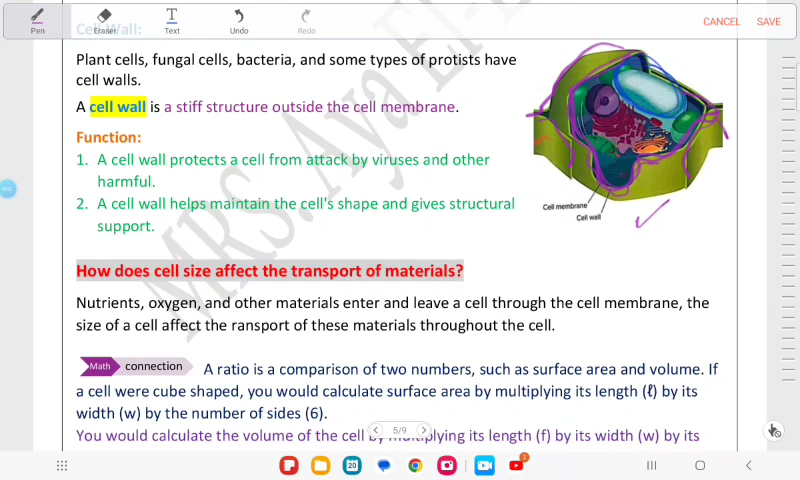 Cell Wall:
Pen
Eraser
Text
Undo
Redo
CANCEL
SAVE
Plant cells, fungal cells, bacteria, and some types of protists have
cell walls.
A cell wall is a stiff structure outside the cell membrane.
Function:
1. A cell wall protects a cell from attack by viruses and other
harmful.
2. A cell wall helps maintain the cell's shape and gives structural
support.
Cell membrane
Cell wall
How does cell size affect the transport of materials?
Nutrients, oxygen, and other materials enter and leave a cell through the cell membrane, the
size of a cell affect the ransport of these materials throughout the cell.
Math connection A ratio is a comparison of two numbers, such as surface area and volume. If
a cell were cube shaped, you would calculate surface area by multiplying its length (ℓ) by its
width (w) by the number of sides (6).
You would calculate the volume of the cell by multiplying its length (f) by its width (w) by its
5/9
20
2
MRS.Aya